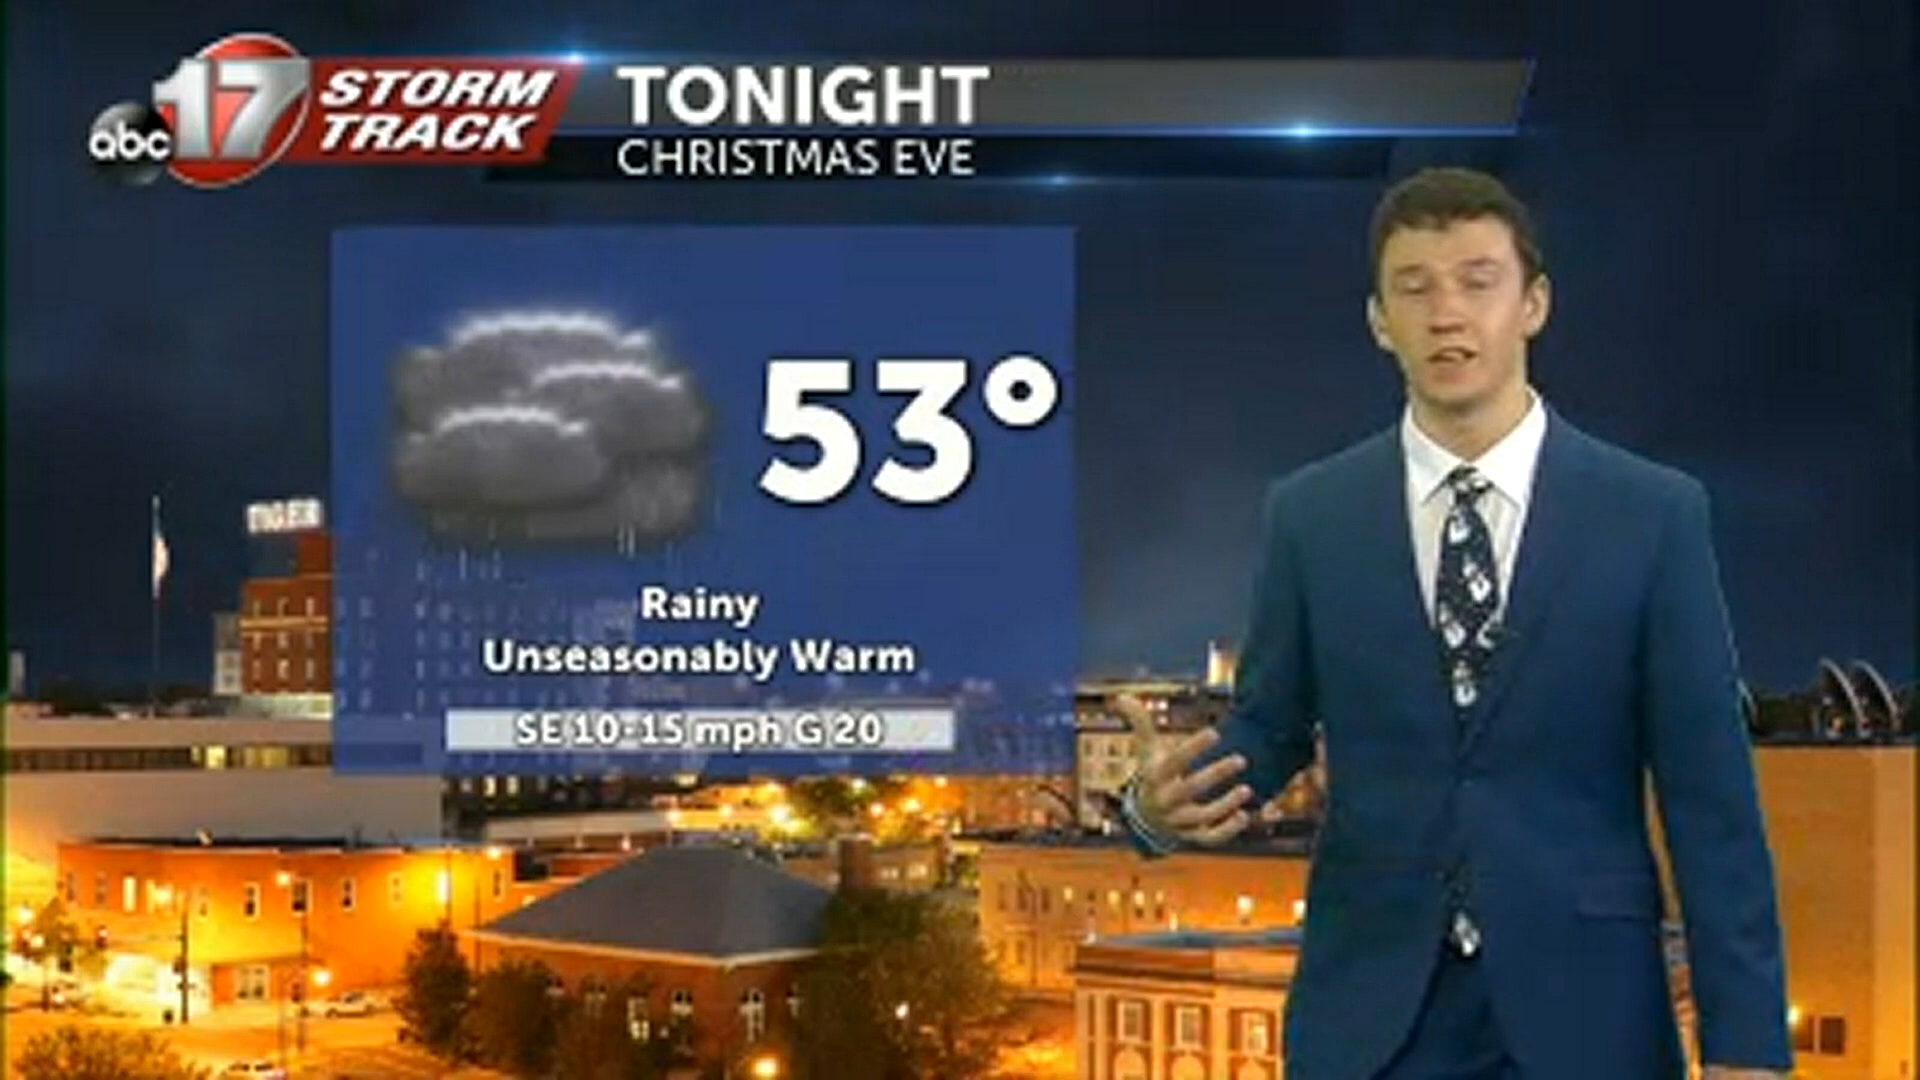 abc 17 STORM TRACK
TONIGHT
CHRISTMAS EVE
53°
TIGER
Rainy
Unseasonably Warm
SE 10-15 mph G 20